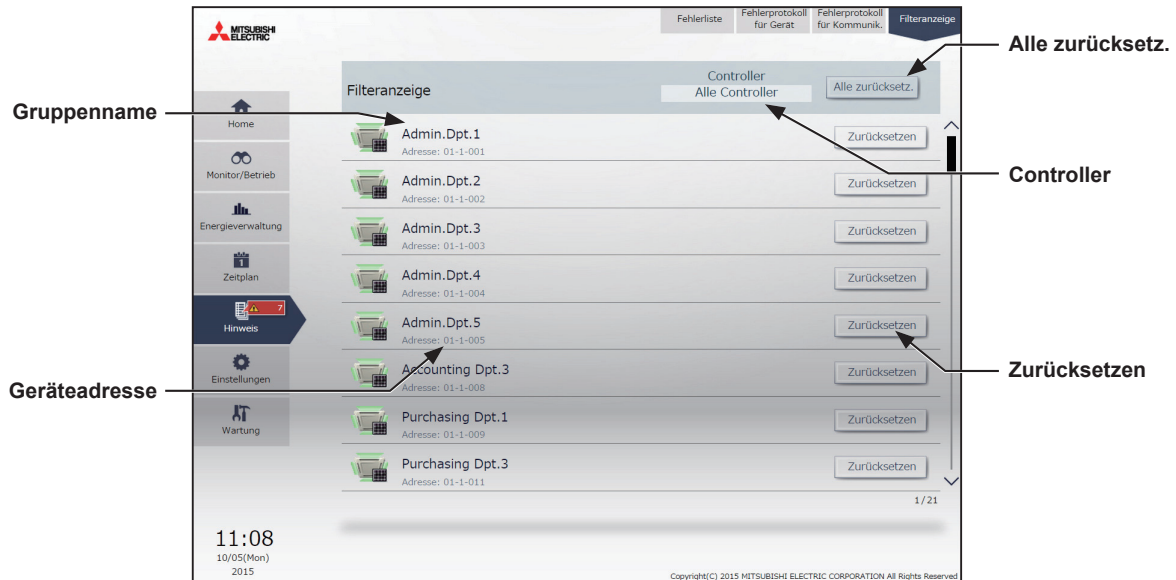 MITSUBISHI
ELECTRIC
Fehlerliste
Fehlerprotokoll
für Gerät
Fehlerprotokoll
für Kommunik.
Filteranzeige
Alle zurücksetz.
Filteranzeige
Controller
Alle Controller
Alle zurücksetz.
Gruppenname
Controller
Home
Monitor/Betrieb
Energieverwaltung
1
Zeitplan
7
Hinweis
Einstellungen
Wartung
Admin.Dpt.1
Adresse: 01-1-001
Zurücksetzen
Admin.Dpt.2
Adresse: 01-1-002
Zurücksetzen
Admin.Dpt.3
Adresse: 01-1-003
Zurücksetzen
Admin.Dpt.4
Adresse: 01-1-004
Zurücksetzen
Admin.Dpt.5
Adresse: 01-1-005
Zurücksetzen
Accounting Dpt.3
Adresse: 01-1-008
Zurücksetzen
Purchasing Dpt.1
Adresse: 01-1-009
Zurücksetzen
Purchasing Dpt.3
Adresse: 01-1-011
Zurücksetzen
Zurücksetzen
Geräteadresse
1/21
11:08
10/05(Mon)
2015
Copyright(C) 2015 MITSUBISHI ELECTRIC CORPORATION All Rights Reserved